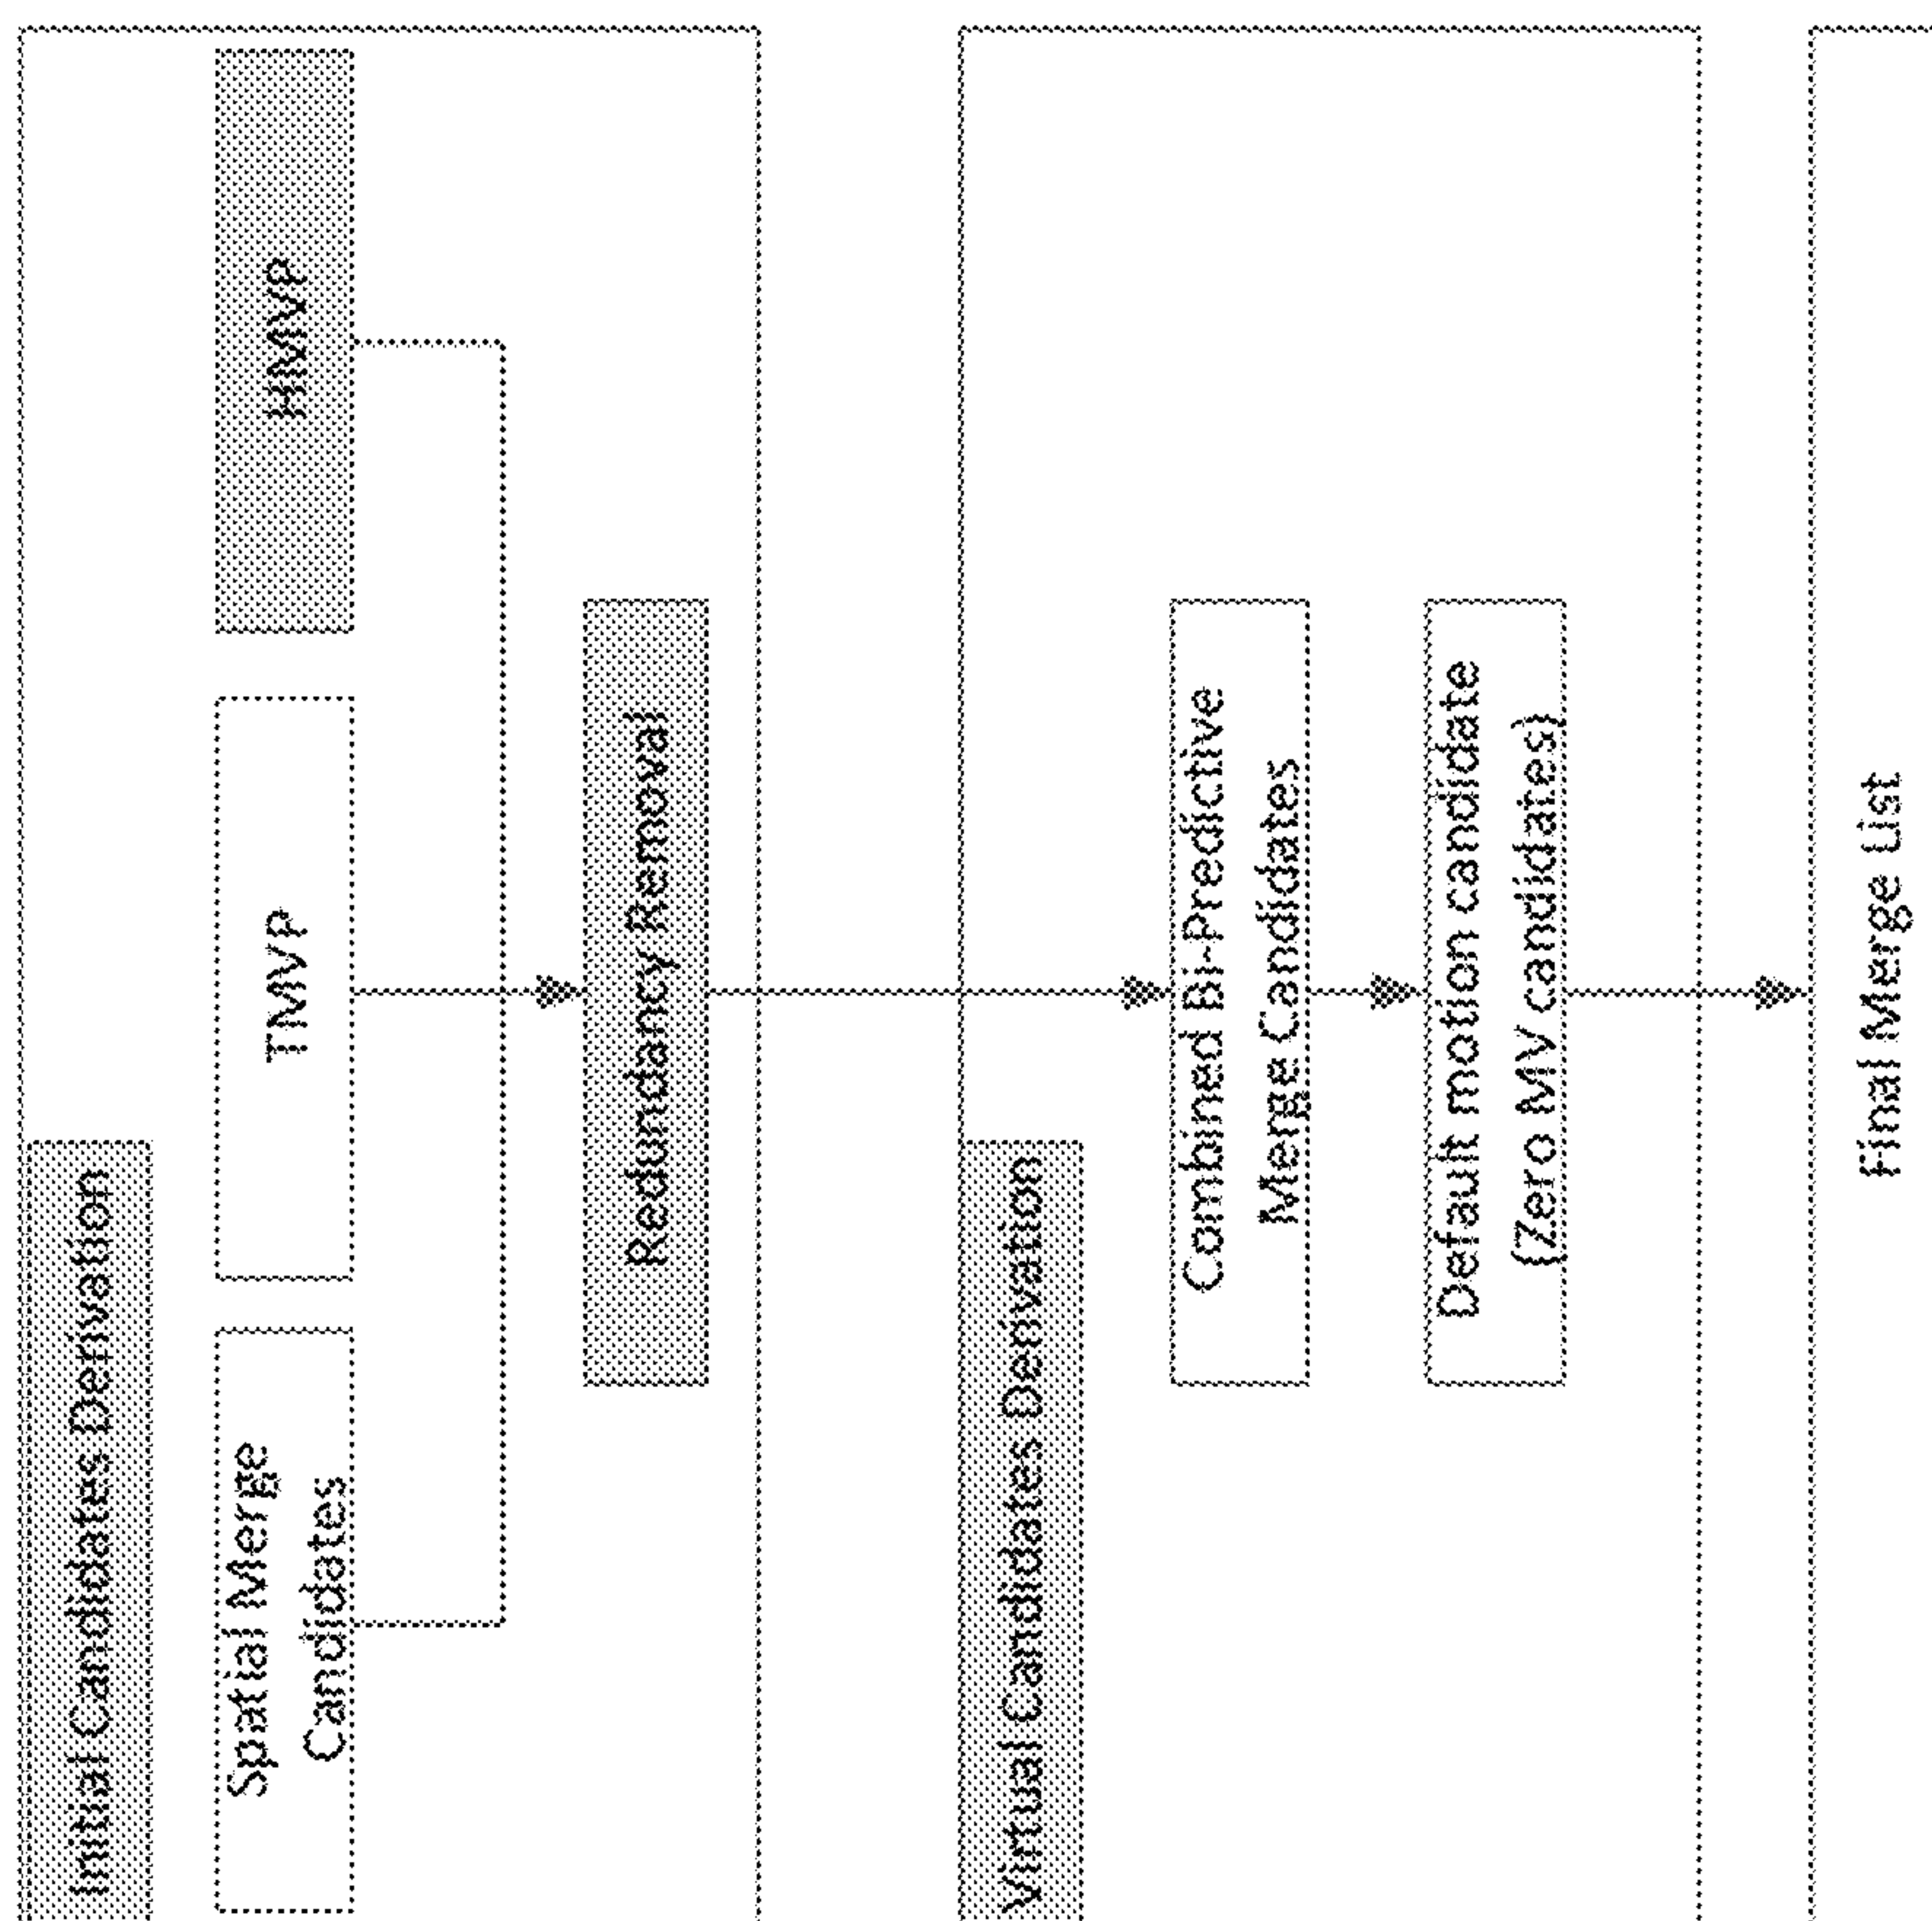 Initial Candidates Derivation
Spatial Merge
Candidates
TMVP
HMVP
Redundancy Removal
Virtual Candidates Derivation
Combined Bi-Predictive
Merge Candidates
Default motion candidate
(Zero MV candidates)
Final Merge List